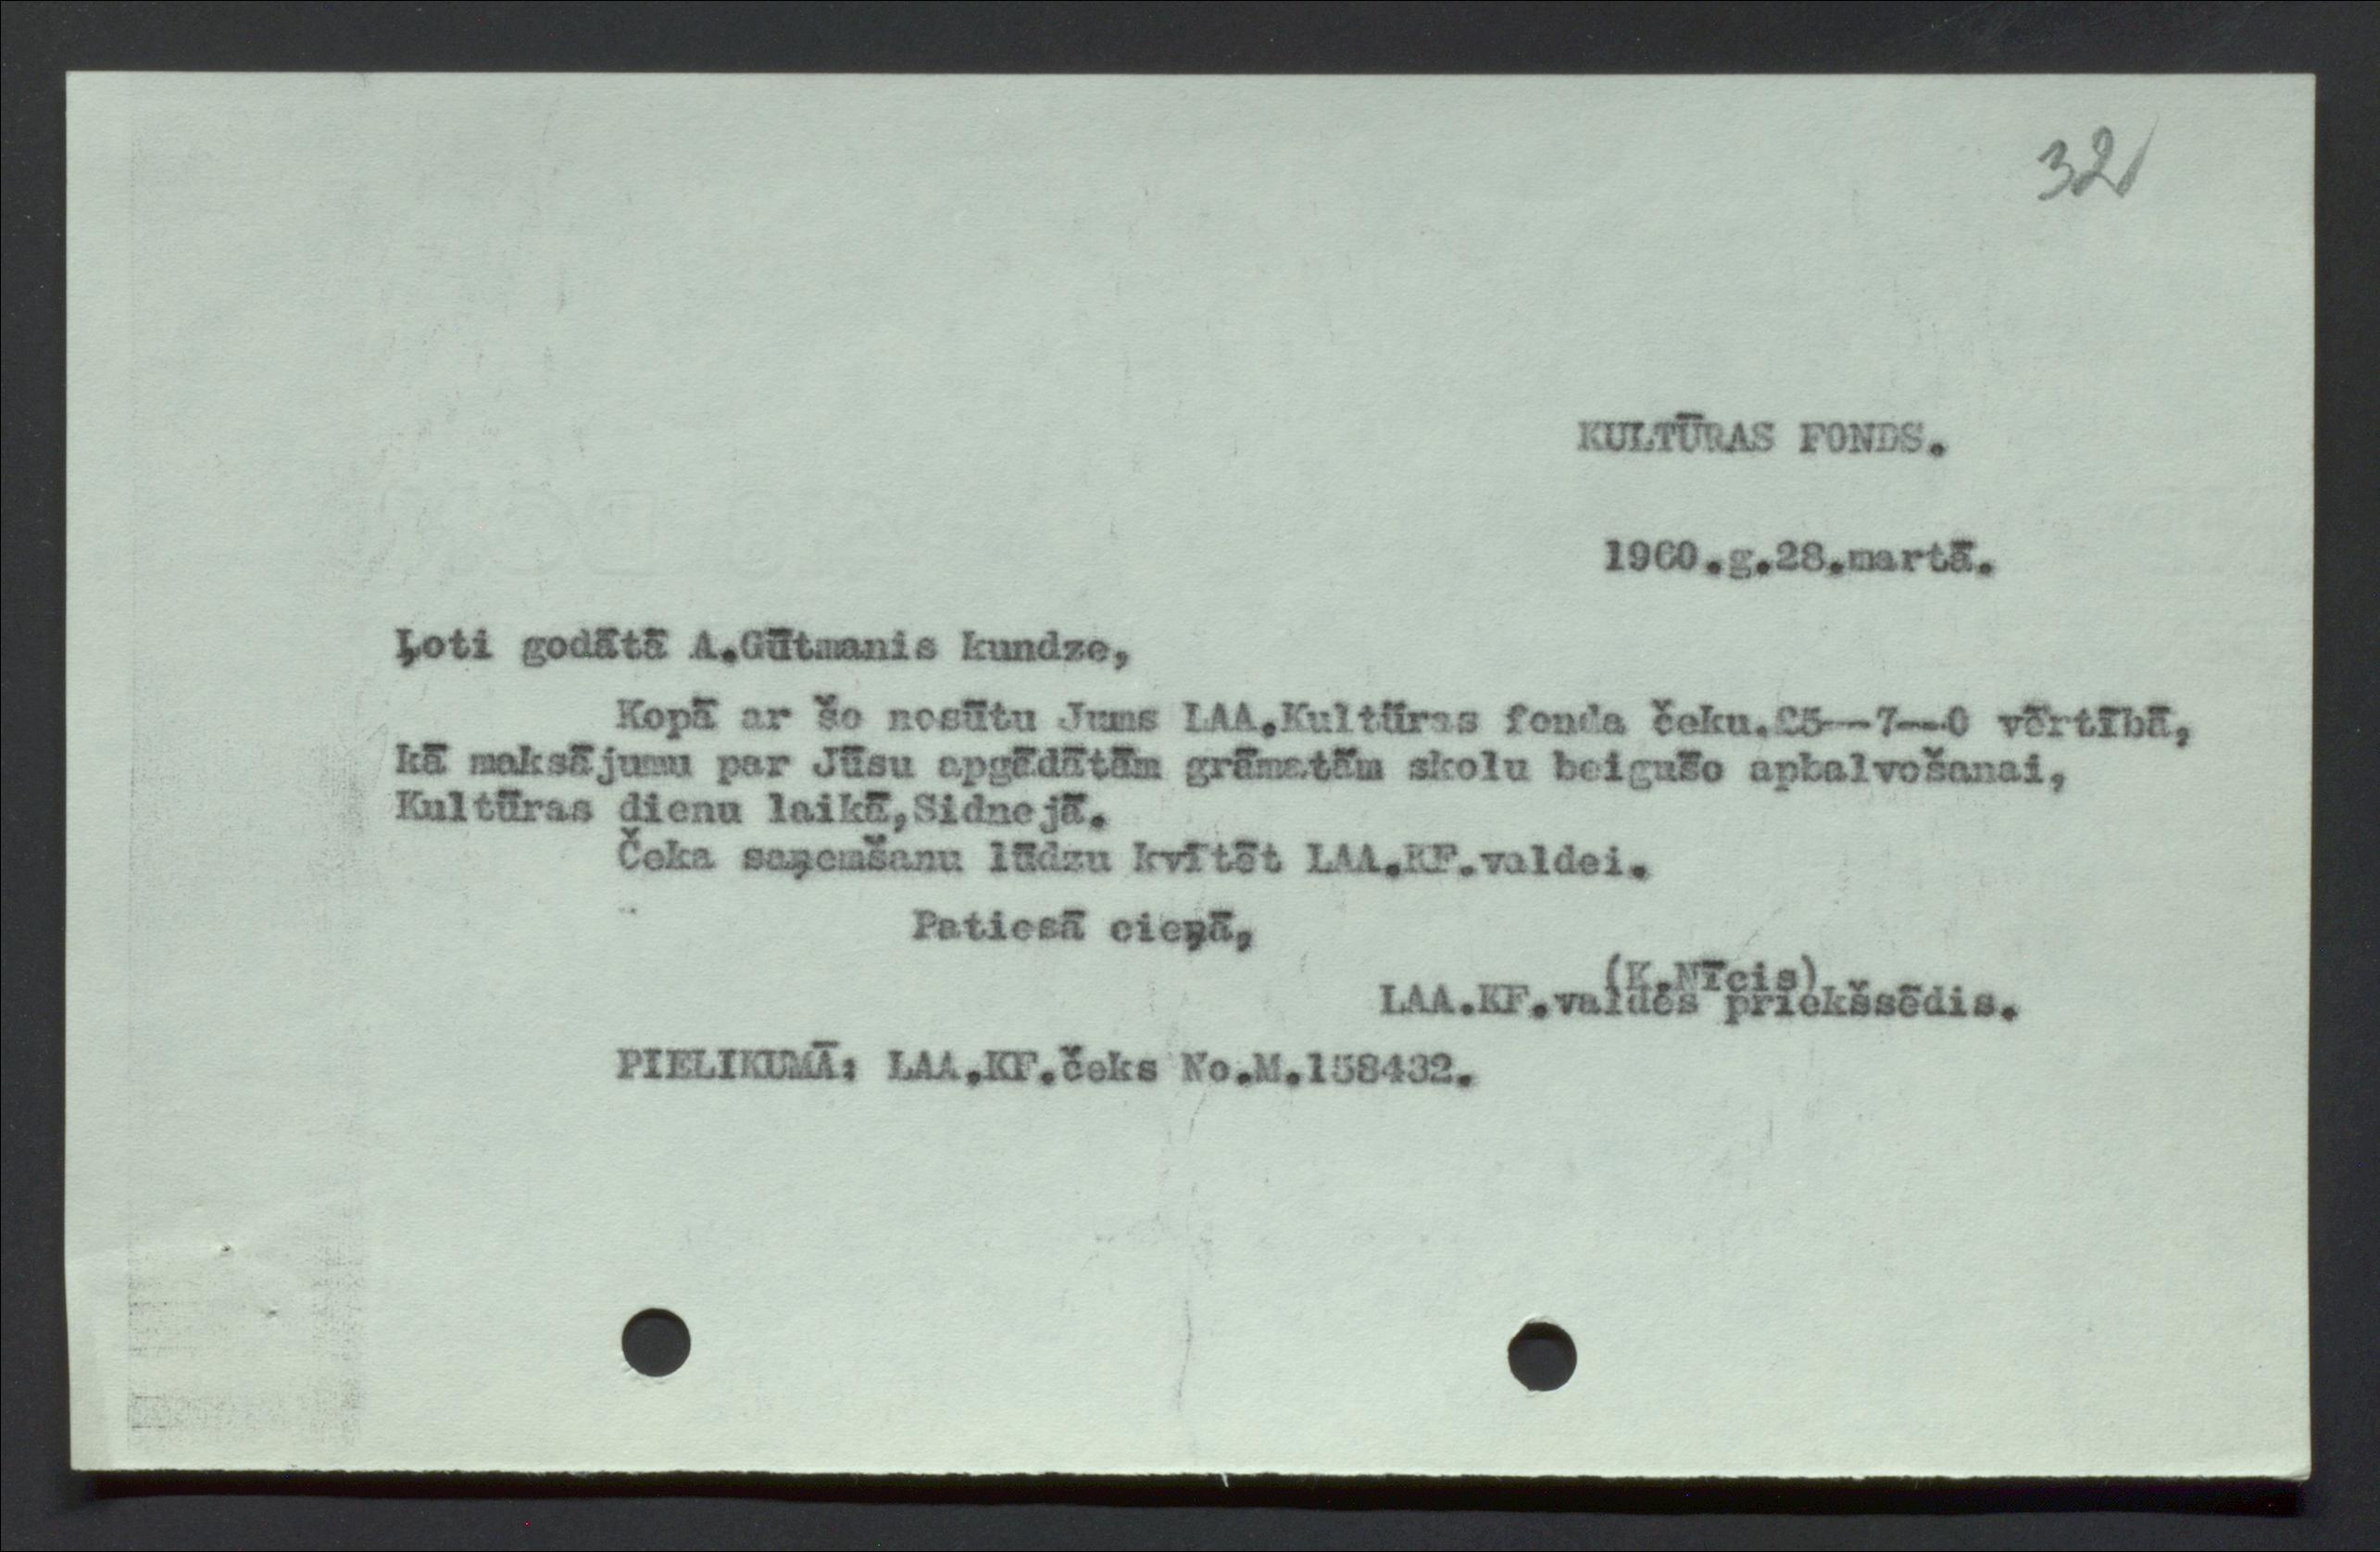 32
KULTŪRAS FONDS.
1960.g.28.martā.
Ļoti godātā A.Gūtmanis kundze,
Kopā ar šo nosūtu Jums LAA.Kultūras fonda čeku.£5--7--0 vērtībā,
kā maksājumu par Jūsu apgādātām grāmatām skolu beigušo apbalvošanai,
Kultūras dienu laikā,Sidnejā.
Čeka saņemšanu lūdzu kvītēt LAA.KF.valdei.
Patiesā cieņā,
(K.Nīcis)
LAA.KF.valdes priekšsēdis.
PIELIKUMĀ: LAA.KF.čeks No.M.158432.